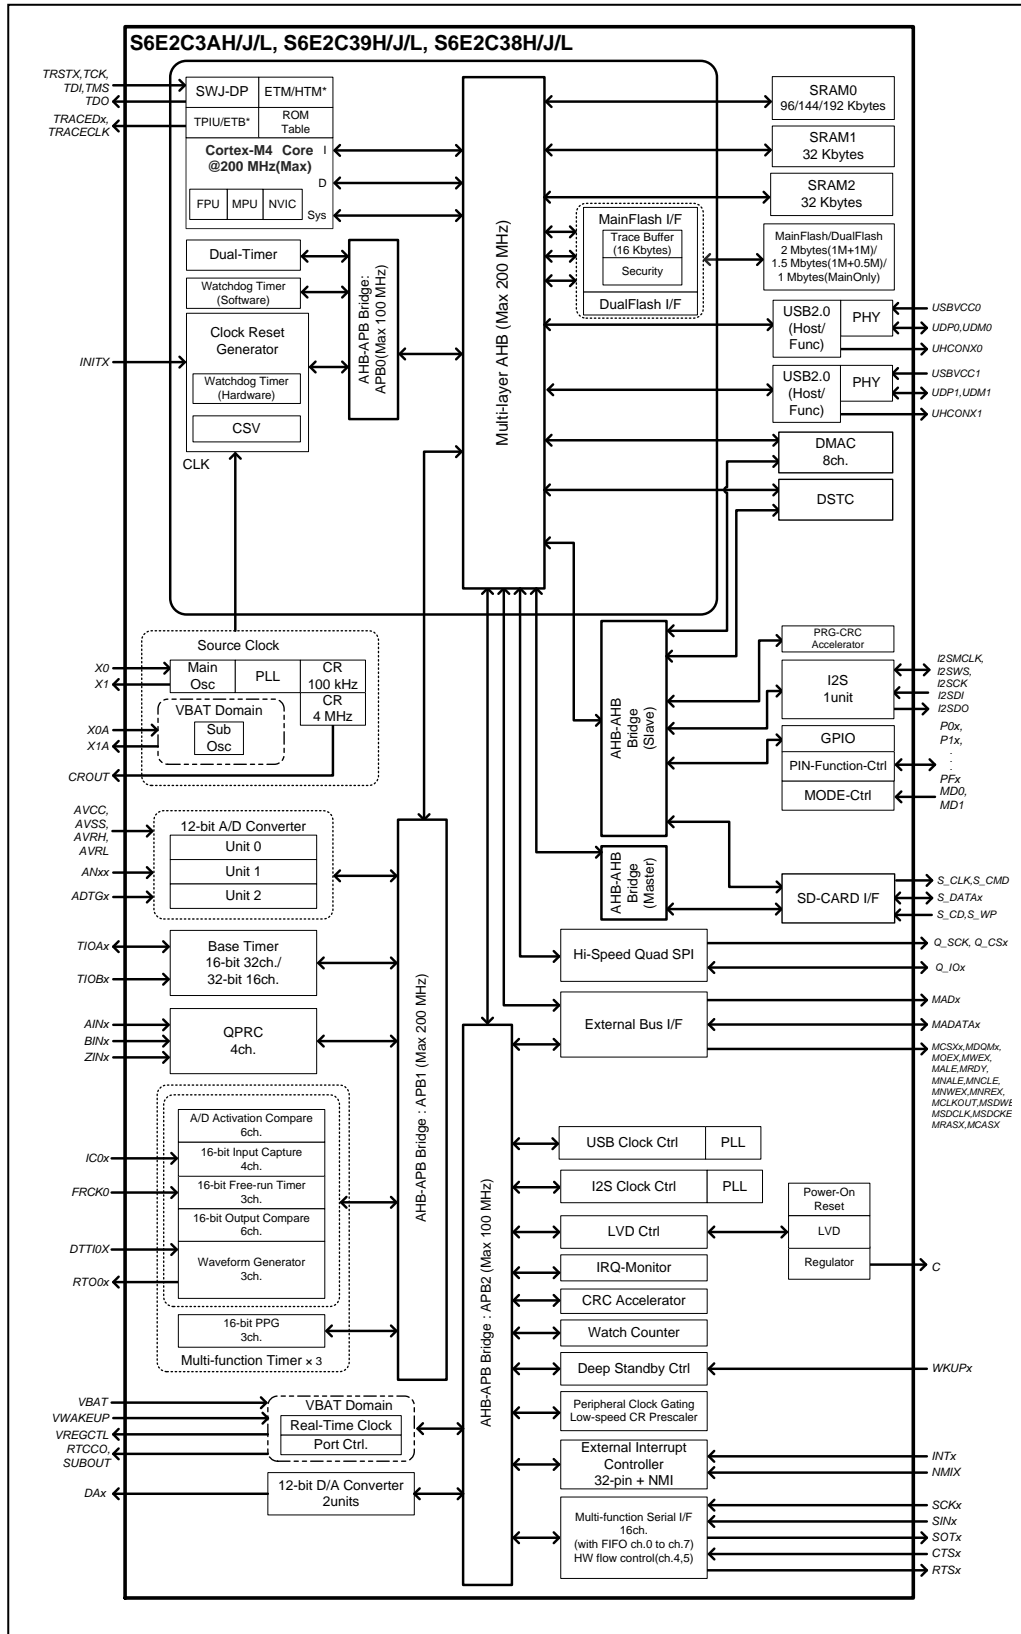 S6E2C3AH/J/L, S6E2C39H/J/L, S6E2C38H/J/L
TRSTX,TCK,
TDI,TMS
TDO
TRACEDx,
TRACECLK
SWJ-DP
ETM/HTM*
TPIU/ETB*
ROM
Table
Cortex-M4 Core
@200 MHz(Max)
I
D
Sys
FPU
MPU
NVIC
Dual-Timer
Watchdog Timer
(Software)
Clock Reset
Generator
Watchdog Timer
(Hardware)
CSV
CLK
INITX
AHB-APB Bridge:
APB0(Max 100 MHz)
Multi-layer AHB (Max 200 MHz)
MainFlash I/F
Trace Buffer
(16 Kbytes)
Security
DualFlash I/F
SRAM0
96/144/192 Kbytes
SRAM1
32 Kbytes
SRAM2
32 Kbytes
MainFlash/DualFlash
2 Mbytes(1M+1M)/
1.5 Mbytes(1M+0.5M)/
1 Mbytes(MainOnly)
USB2.0
(Host/
Func)
PHY
USBVCC0
UDP0,UDM0
UHCONX0
USB2.0
(Host/
Func)
PHY
USBVCC1
UDP1,UDM1
UHCONX1
DMAC
8ch.
DSTC
Source Clock
X0
X1
Main
Osc
PLL
CR
100 kHz
CR
4 MHz
VBAT Domain
Sub
Osc
X0A
X1A
CROUT
AHB-AHB
Bridge
(Slave)
PRG-CRC
Accelerator
I2S
1unit
I2SMCLK,
I2SWS,
I2SCK
I2SDI
I2SDO
GPIO
PIN-Function-Ctrl
MODE-Ctrl
P0x,
P1x,
.
.
PFx
MD0,
MD1
AVCC,
AVSS,
AVRH,
AVRL
ANxx
ADTGx
12-bit A/D Converter
Unit 0
Unit 1
Unit 2
AHB-AHB
Bridge
(Master)
SD-CARD I/F
S_CLK,S_CMD
S_DATAx
S_CD,S_WP
TIOAx
TIOBx
Base Timer
16-bit 32ch./
32-bit 16ch.
Hi-Speed Quad SPI
Q_SCK, Q_CSx
Q_IOx
AINx
BINx
ZINx
QPRC
4ch.
External Bus I/F
MADx
MADATAx
MCSXx,MDQMx,
MOEX,MWEX,
MALE,MRDY,
MNALE,MNCLE,
MNWEX,MNREX,
MCLKOUT,MSDWE
MSDCLK,MSDCKE
MRASX,MCASX
AHB-APB Bridge : APB1 (Max 200 MHz)
AHB-APB Bridge : APB2 (Max 100 MHz)
A/D Activation Compare
6ch.
16-bit Input Capture
4ch.
16-bit Free-run Timer
3ch.
16-bit Output Compare
6ch.
Waveform Generator
3ch.
16-bit PPG
3ch.
Multi-function Timer × 3
IC0x
FRCK0
DTTI0X
RTO0x
USB Clock Ctrl
PLL
I2S Clock Ctrl
PLL
LVD Ctrl
Power-On
Reset
LVD
Regulator
C
IRQ-Monitor
CRC Accelerator
Watch Counter
Deep Standby Ctrl
WKUPx
Peripheral Clock Gating
Low-speed CR Prescaler
VBAT
VWAKEUP
VREGCTL
RTCCO,
SUBOUT
VBAT Domain
Real-Time Clock
Port Ctrl.
External Interrupt
Controller
32-pin + NMI
INTx
NMIX
DAx
12-bit D/A Converter
2units
Multi-function Serial I/F
16ch.
(with FIFO ch.0 to ch.7)
HW flow control(ch.4,5)
SCKx
SINx
SOTx
CTSx
RTSx